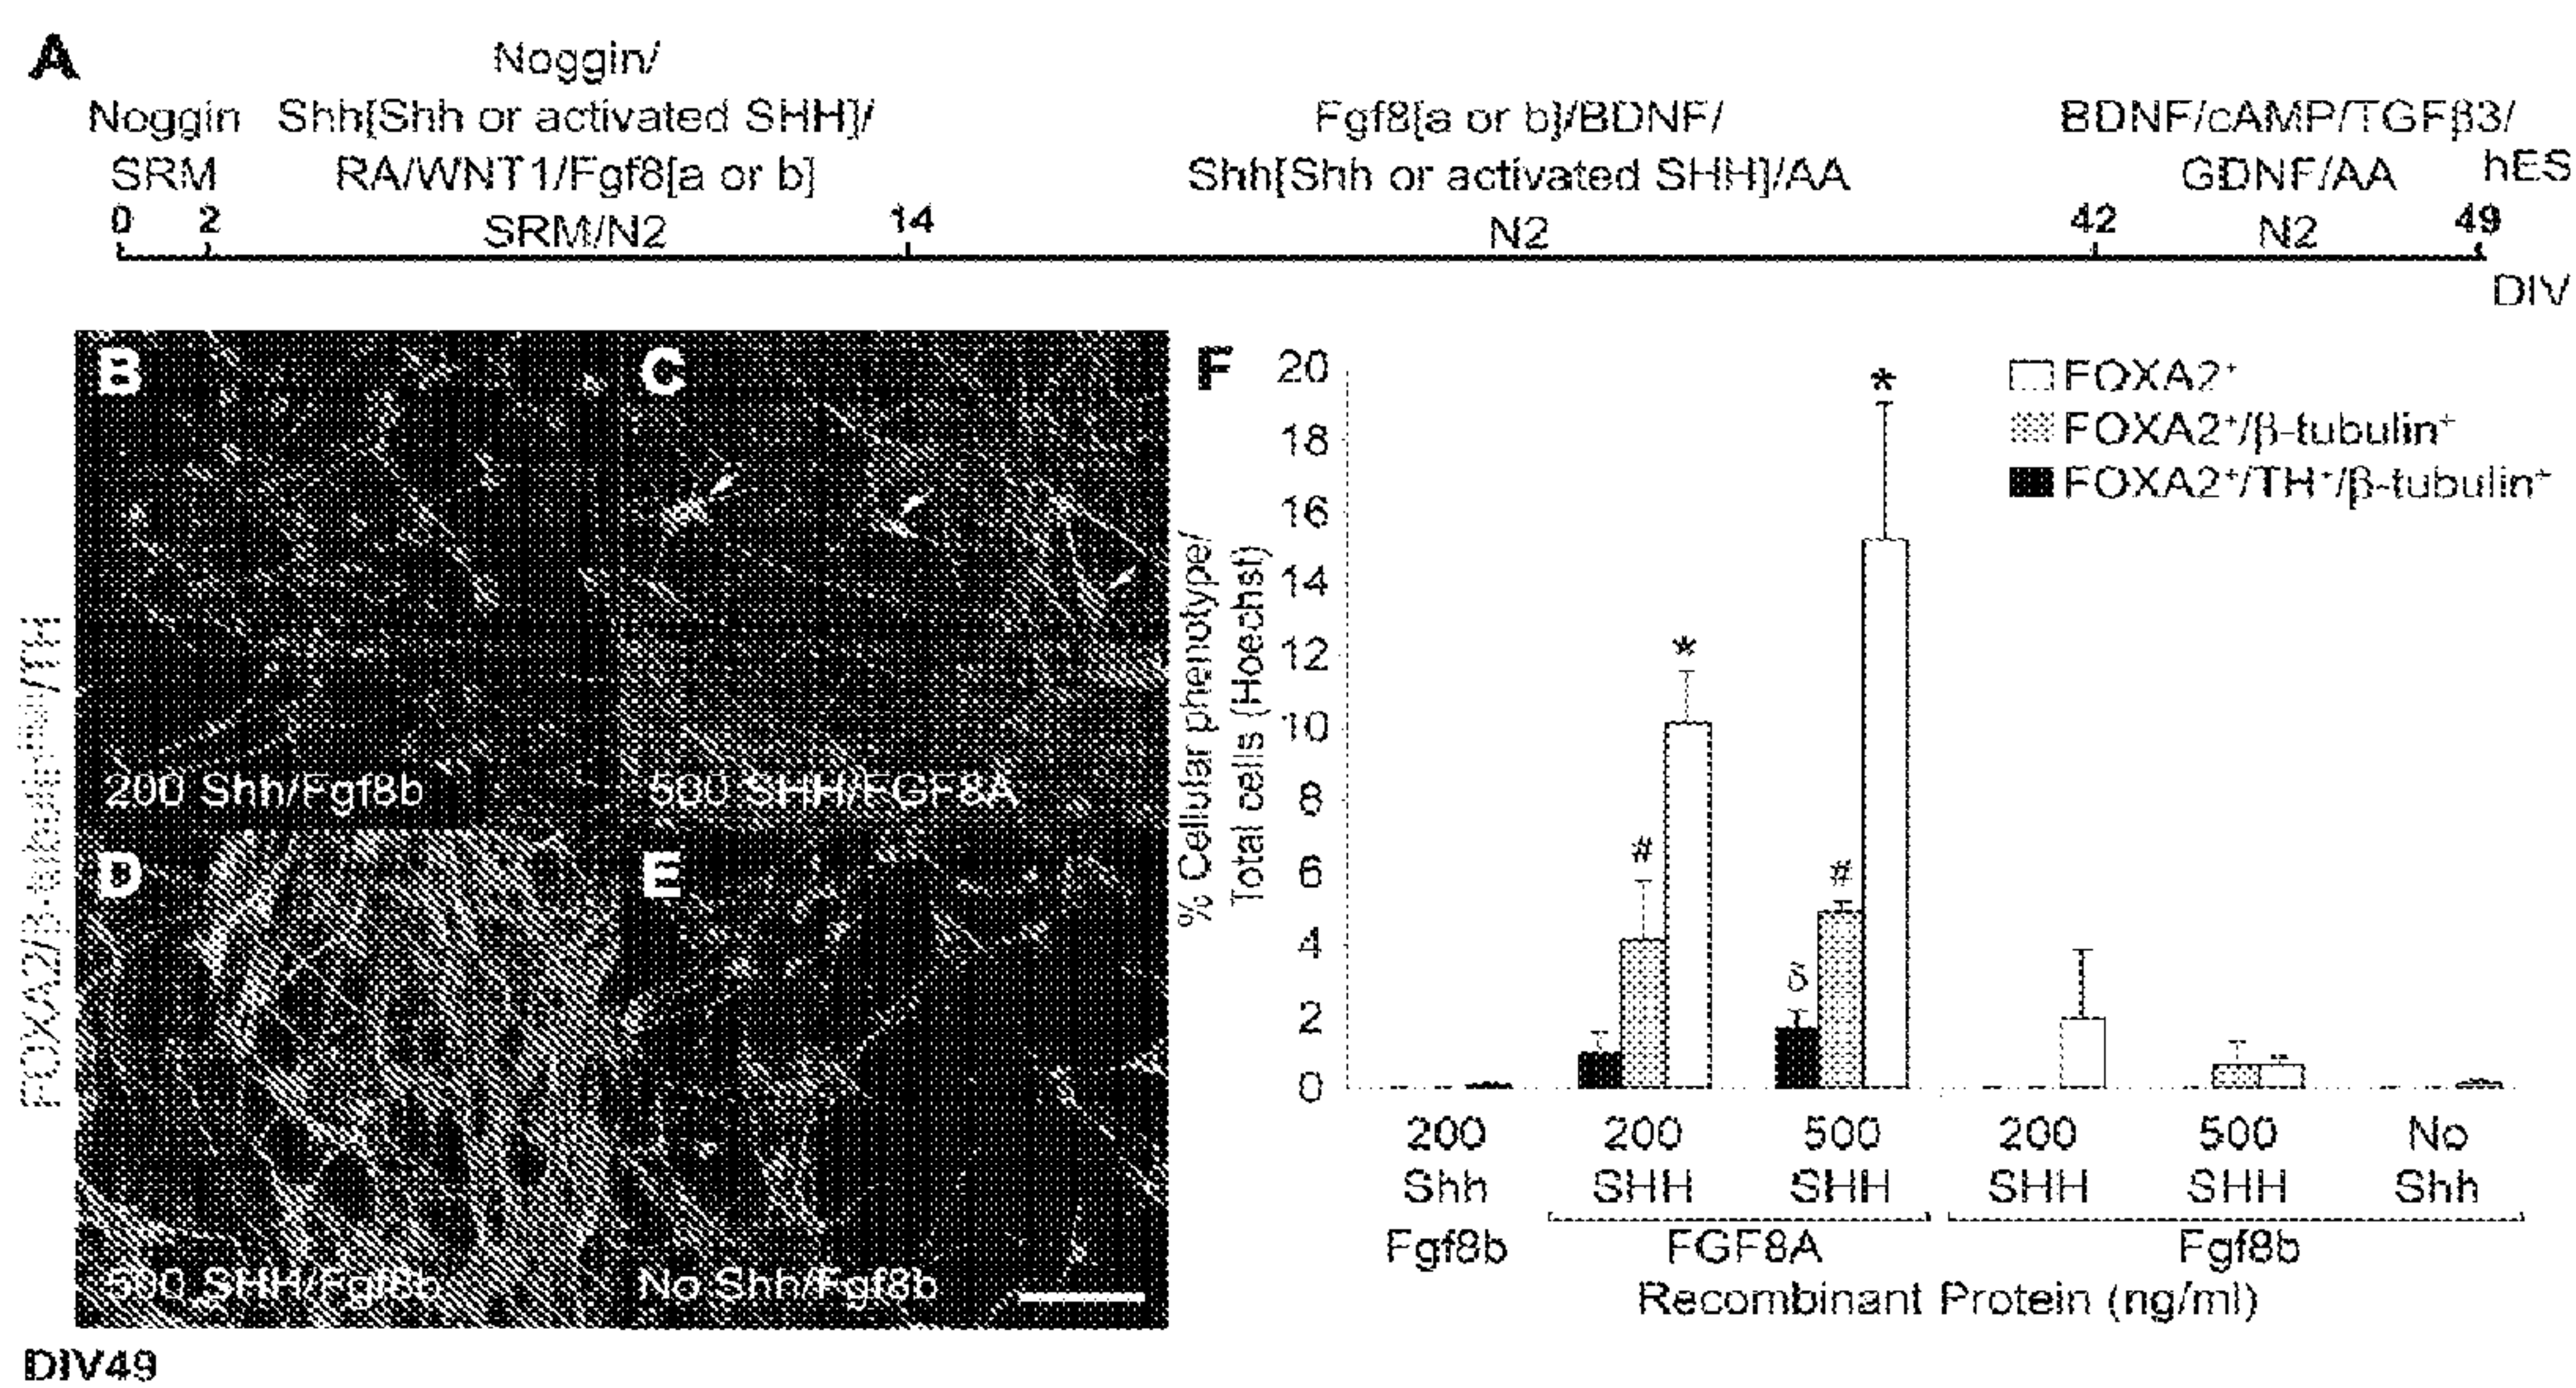 A
Noggin/
Noggin Shh[Shh or activated SHH]/ Fgf8[a or b]/BDNF/ BDNF/cAMP/TGFβ3/
SRM RA/WNT1/Fgf8[a or b] Shh[Shh or activated SHH]/AA GDNF/AA hES
0 2 SRM/N2 14 N2 42 N2 49
DIV
B
C
200 Shh/Fgf8b
500 SHH/FGF8A
D
E
500 SHH/Fgf8b
No Shh/Fgf8b
FOXA2/β-tubulin/TH
DIV49
F
% Cellular phenotype/
Total cells (Hoechst)
20
18
16
14
12
10
8
6
4
2
0
FOXA2⁺
FOXA2⁺/β-tubulin⁺
FOXA2⁺/TH⁺/β-tubulin⁺
*
*
#
#
δ
200 200 500 200 500 No
Shh SHH SHH SHH SHH Shh
Fgf8b FGF8A Fgf8b
Recombinant Protein (ng/ml)